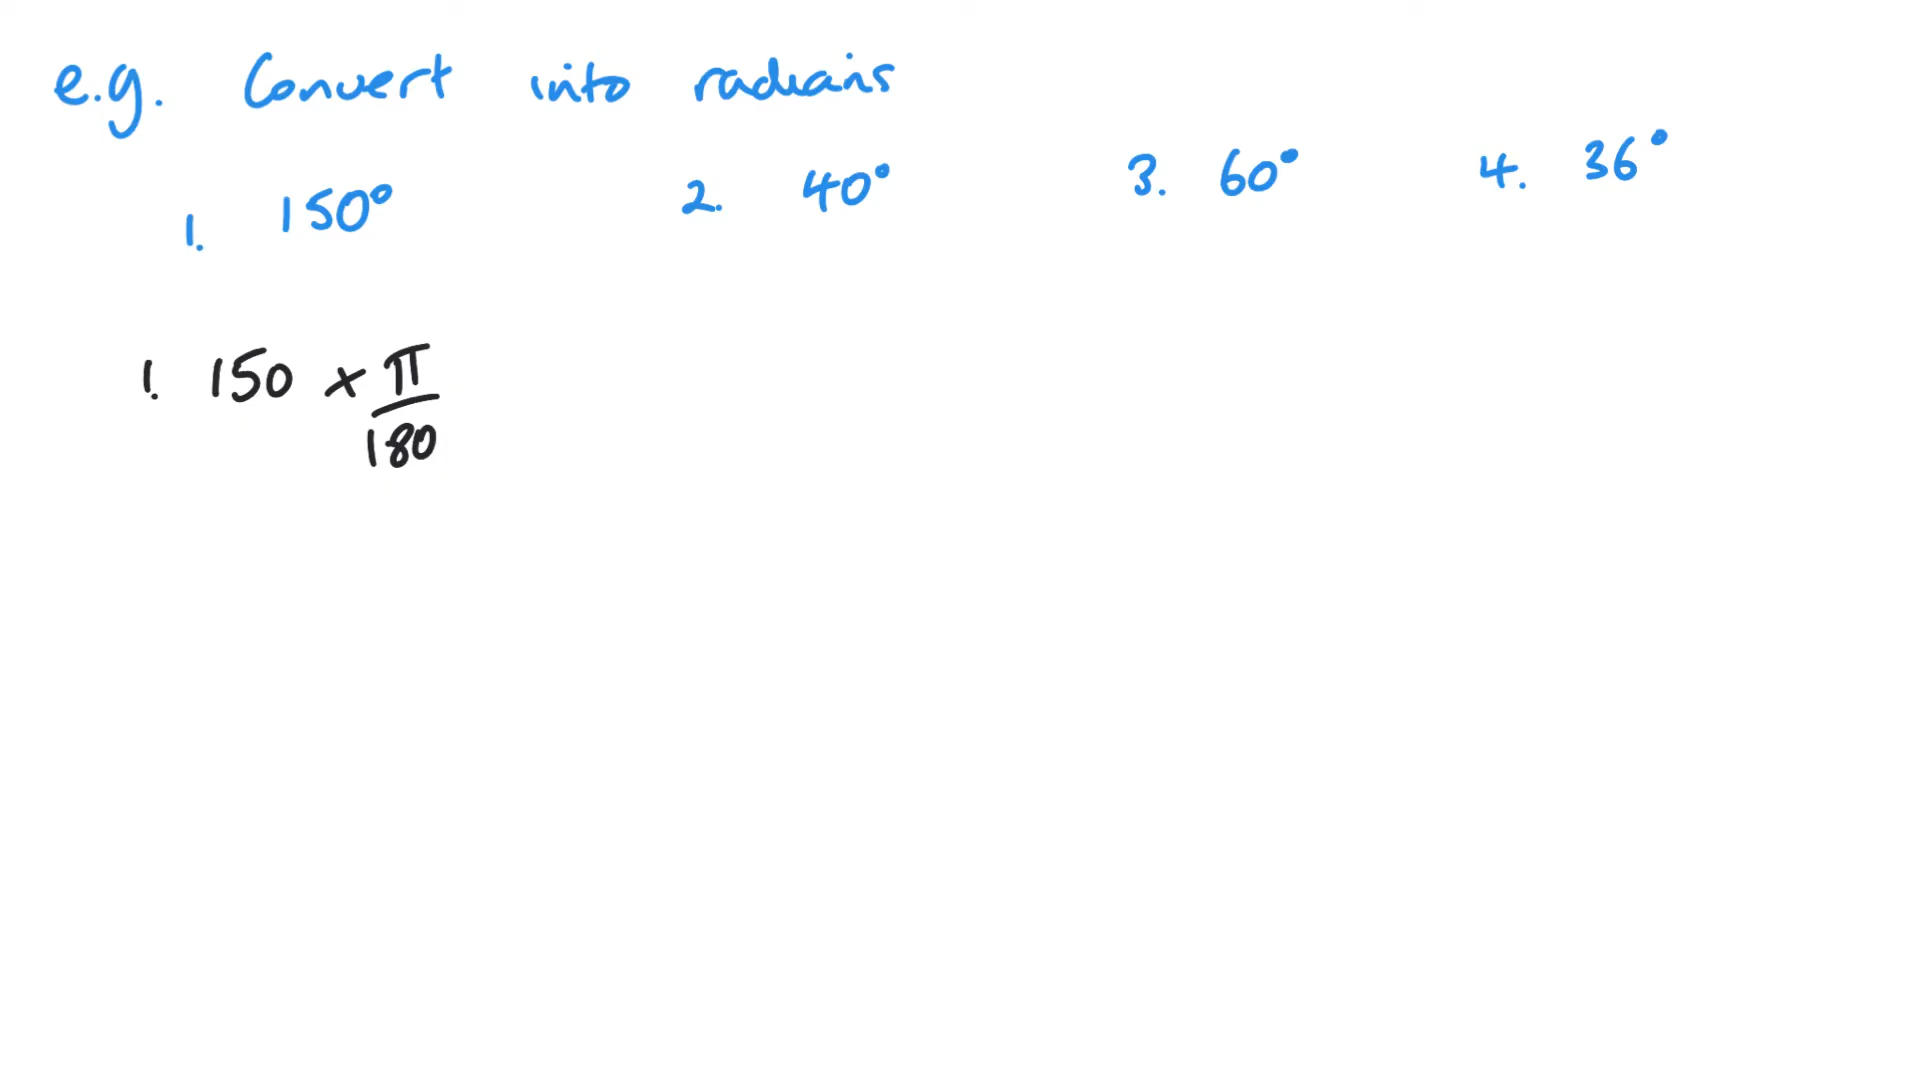 e.g. Convert into radians
1. 150° 2. 40° 3. 60° 4. 36°
1. 150 × π/180